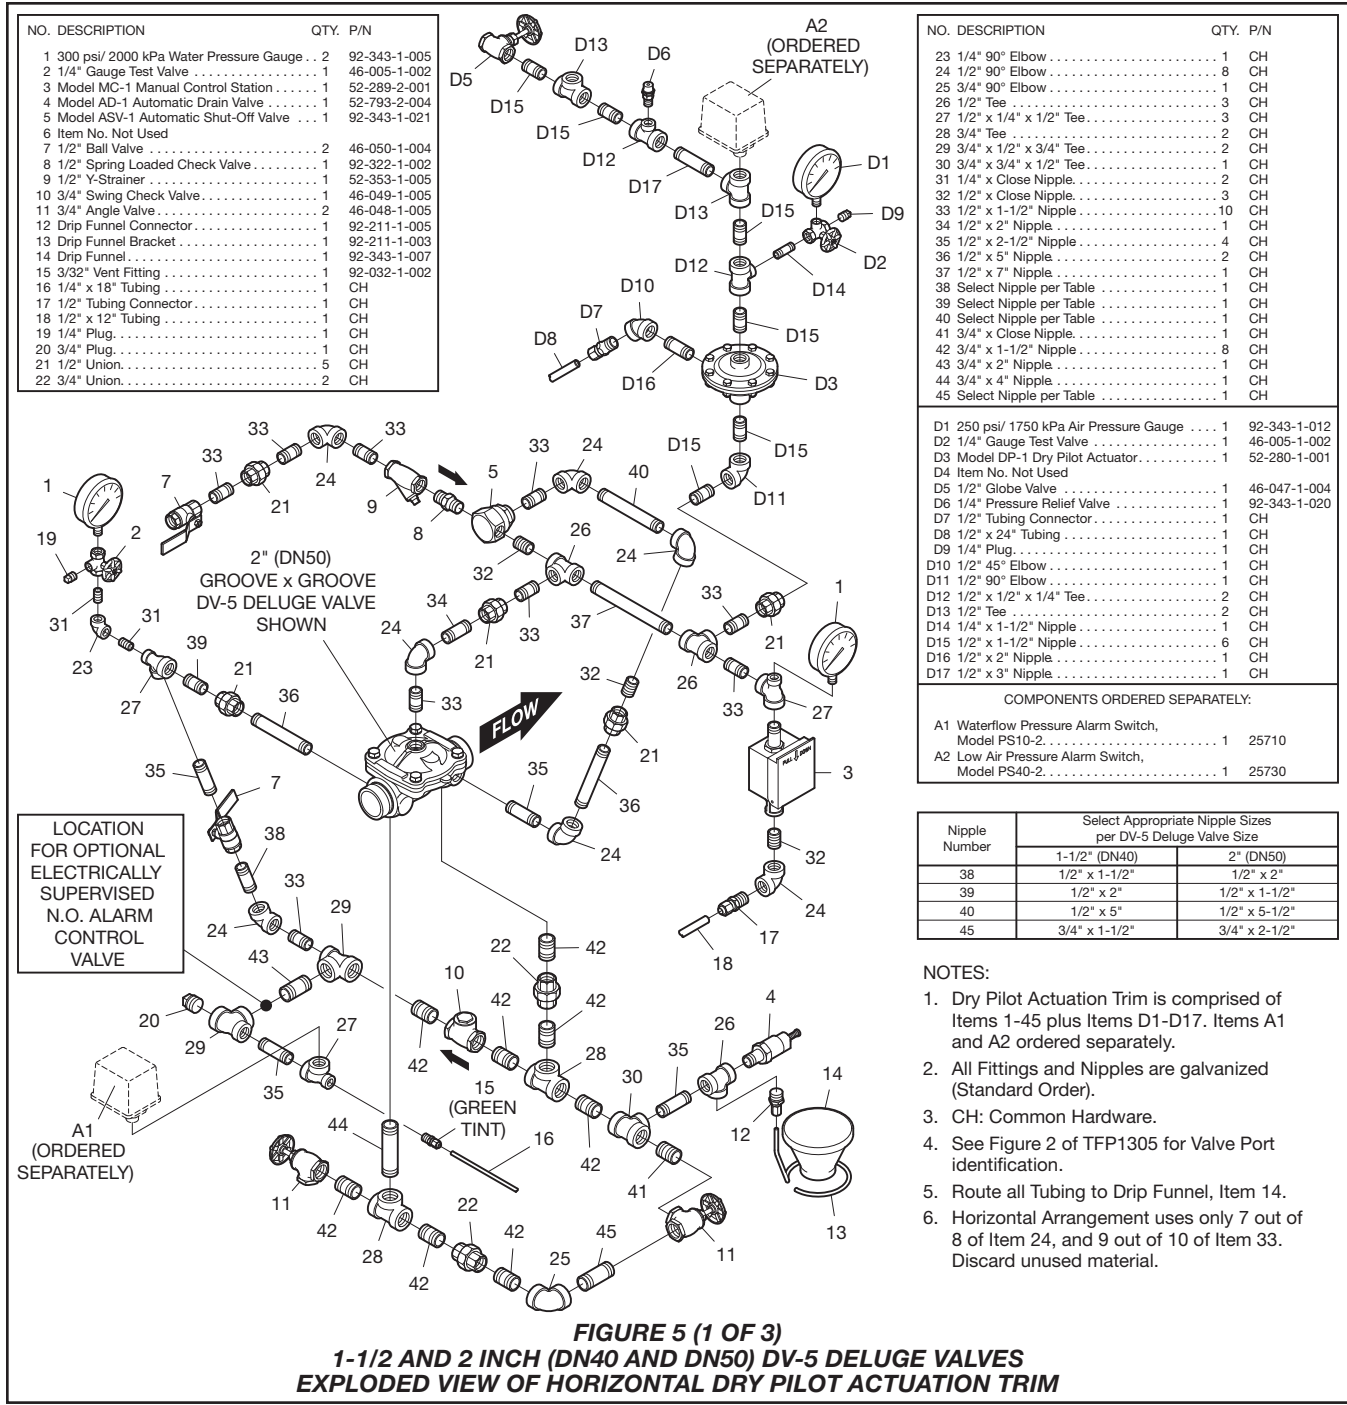 NO. DESCRIPTION QTY. P/N
1 300 psi/ 2000 kPa Water Pressure Gauge . . 2 92-343-1-005
2 1/4" Gauge Test Valve . . . . . . . . . . . . . . . . 1 46-005-1-002
3 Model MC-1 Manual Control Station . . . . . . 1 52-289-2-001
4 Model AD-1 Automatic Drain Valve . . . . . . . 1 52-793-2-004
5 Model ASV-1 Automatic Shut-Off Valve . . . 1 92-343-1-021
6 Item No. Not Used
7 1/2" Ball Valve . . . . . . . . . . . . . . . . . . . . . . 2 46-050-1-004
8 1/2" Spring Loaded Check Valve . . . . . . . . . 1 92-322-1-002
9 1/2" Y-Strainer . . . . . . . . . . . . . . . . . . . . . . 1 52-353-1-005
10 3/4" Swing Check Valve . . . . . . . . . . . . . . . . 1 46-049-1-005
11 3/4" Angle Valve . . . . . . . . . . . . . . . . . . . . . 2 46-048-1-005
12 Drip Funnel Connector . . . . . . . . . . . . . . . . . 1 92-211-1-005
13 Drip Funnel Bracket . . . . . . . . . . . . . . . . . . . 1 92-211-1-003
14 Drip Funnel . . . . . . . . . . . . . . . . . . . . . . . . . 1 92-343-1-007
15 3/32" Vent Fitting . . . . . . . . . . . . . . . . . . . . 1 92-032-1-002
16 1/4" x 18" Tubing . . . . . . . . . . . . . . . . . . . . 1 CH
17 1/2" Tubing Connector . . . . . . . . . . . . . . . . . 1 CH
18 1/2" x 12" Tubing . . . . . . . . . . . . . . . . . . . . 1 CH
19 1/4" Plug. . . . . . . . . . . . . . . . . . . . . . . . . . . 1 CH
20 3/4" Plug. . . . . . . . . . . . . . . . . . . . . . . . . . . 1 CH
21 1/2" Union. . . . . . . . . . . . . . . . . . . . . . . . . . 5 CH
22 3/4" Union. . . . . . . . . . . . . . . . . . . . . . . . . . 2 CH
NO. DESCRIPTION QTY. P/N
23 1/4" 90° Elbow . . . . . . . . . . . . . . . . . . . . . . 1 CH
24 1/2" 90° Elbow . . . . . . . . . . . . . . . . . . . . . . 8 CH
25 3/4" 90° Elbow . . . . . . . . . . . . . . . . . . . . . . 1 CH
26 1/2" Tee . . . . . . . . . . . . . . . . . . . . . . . . . . . 3 CH
27 1/2" x 1/4" x 1/2" Tee . . . . . . . . . . . . . . . . . 3 CH
28 3/4" Tee . . . . . . . . . . . . . . . . . . . . . . . . . . . 2 CH
29 3/4" x 1/2" x 3/4" Tee . . . . . . . . . . . . . . . . . 2 CH
30 3/4" x 3/4" x 1/2" Tee . . . . . . . . . . . . . . . . . 1 CH
31 1/4" x Close Nipple. . . . . . . . . . . . . . . . . . . 2 CH
32 1/2" x Close Nipple. . . . . . . . . . . . . . . . . . . 3 CH
33 1/2" x 1-1/2" Nipple . . . . . . . . . . . . . . . . . .10 CH
34 1/2" x 2" Nipple. . . . . . . . . . . . . . . . . . . . . . 1 CH
35 1/2" x 2-1/2" Nipple . . . . . . . . . . . . . . . . . . 4 CH
36 1/2" x 5" Nipple . . . . . . . . . . . . . . . . . . . . . 2 CH
37 1/2" x 7" Nipple. . . . . . . . . . . . . . . . . . . . . . 1 CH
38 Select Nipple per Table . . . . . . . . . . . . . . . . 1 CH
39 Select Nipple per Table . . . . . . . . . . . . . . . . 1 CH
40 Select Nipple per Table . . . . . . . . . . . . . . . . 1 CH
41 3/4" x Close Nipple. . . . . . . . . . . . . . . . . . . 1 CH
42 3/4" x 1-1/2" Nipple . . . . . . . . . . . . . . . . . . 8 CH
43 3/4" x 2" Nipple. . . . . . . . . . . . . . . . . . . . . . 1 CH
44 3/4" x 4" Nipple. . . . . . . . . . . . . . . . . . . . . . 1 CH
45 Select Nipple per Table . . . . . . . . . . . . . . . . 1 CH
D1 250 psi/ 1750 kPa Air Pressure Gauge . . . . 1 92-343-1-012
D2 1/4" Gauge Test Valve . . . . . . . . . . . . . . . . 1 46-005-1-002
D3 Model DP-1 Dry Pilot Actuator . . . . . . . . . . . 1 52-280-1-001
D4 Item No. Not Used
D5 1/2" Globe Valve . . . . . . . . . . . . . . . . . . . . 1 46-047-1-004
D6 1/4" Pressure Relief Valve . . . . . . . . . . . . . 1 92-343-1-020
D7 1/2" Tubing Connector . . . . . . . . . . . . . . . . . 1 CH
D8 1/2" x 24" Tubing . . . . . . . . . . . . . . . . . . . . 1 CH
D9 1/4" Plug. . . . . . . . . . . . . . . . . . . . . . . . . . . 1 CH
D10 1/2" 45° Elbow . . . . . . . . . . . . . . . . . . . . . . 1 CH
D11 1/2" 90° Elbow . . . . . . . . . . . . . . . . . . . . . . 1 CH
D12 1/2" x 1/2" x 1/4" Tee . . . . . . . . . . . . . . . . . 2 CH
D13 1/2" Tee . . . . . . . . . . . . . . . . . . . . . . . . . . . 2 CH
D14 1/4" x 1-1/2" Nipple . . . . . . . . . . . . . . . . . . 1 CH
D15 1/2" x 1-1/2" Nipple . . . . . . . . . . . . . . . . . . 6 CH
D16 1/2" x 2" Nipple. . . . . . . . . . . . . . . . . . . . . . 1 CH
D17 1/2" x 3" Nipple. . . . . . . . . . . . . . . . . . . . . . 1 CH
COMPONENTS ORDERED SEPARATELY:
A1 Waterflow Pressure Alarm Switch,
Model PS10-2. . . . . . . . . . . . . . . . . . . . . . . 1 25710
A2 Low Air Pressure Alarm Switch,
Model PS40-2. . . . . . . . . . . . . . . . . . . . . . . 1 25730
Nipple Number
Select Appropriate Nipple Sizes
per DV-5 Deluge Valve Size
1-1/2" (DN40) 2" (DN50)
38 1/2" x 1-1/2" 1/2" x 2"
39 1/2" x 2" 1/2" x 1-1/2"
40 1/2" x 5" 1/2" x 5-1/2"
45 3/4" x 1-1/2" 3/4" x 2-1/2"
NOTES:
1. Dry Pilot Actuation Trim is comprised of
Items 1-45 plus Items D1-D17. Items A1
and A2 ordered separately.
2. All Fittings and Nipples are galvanized
(Standard Order).
3. CH: Common Hardware.
4. See Figure 2 of TFP1305 for Valve Port
identification.
5. Route all Tubing to Drip Funnel, Item 14.
6. Horizontal Arrangement uses only 7 out of
8 of Item 24, and 9 out of 10 of Item 33.
Discard unused material.
A2
(ORDERED
SEPARATELY)
D13
D6
D5
D15
D15
D12
D17
D13
D1
D15
D9
D12
D2
D14
D10
D7
D15
D8
D16
D3
D15
D15
D11
33
33
24
33
24
33
7
1
21
5
40
9
8
26
24
19
2
32
2" (DN50)
GROOVE x GROOVE
DV-5 DELUGE VALVE
SHOWN
34
33
37
33
21
1
31
31
23
24
21
39
21
26
32
33
27
27
36
33
FLOW
21
35
7
35
36
PULL DOWN
3
38
24
32
LOCATION
FOR OPTIONAL
ELECTRICALLY
SUPERVISED
N.O. ALARM
CONTROL
VALVE
24
33
29
42
22
17
24
18
43
10
42
42
4
20
29
27
26
35
42
28
35
30
14
A1
(ORDERED
SEPARATELY)
15
(GREEN
TINT)
12
44
16
42
41
11
42
22
42
45
13
28
42
25
11
FIGURE 5 (1 OF 3)
1-1/2 AND 2 INCH (DN40 AND DN50) DV-5 DELUGE VALVES
EXPLODED VIEW OF HORIZONTAL DRY PILOT ACTUATION TRIM